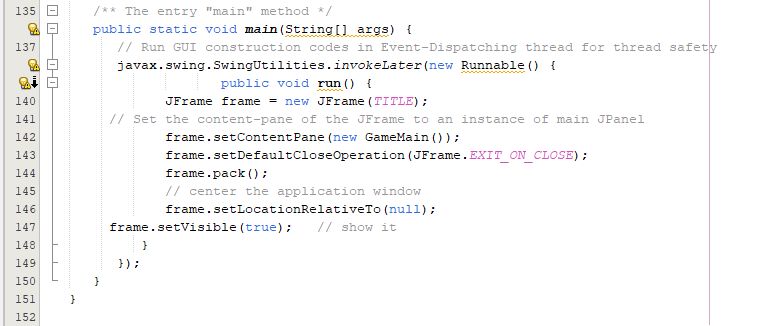 135 /** The entry "main" method */
public static void main(String[] args) {
137 // Run GUI construction codes in Event-Dispatching thread for thread safety
javax.swing.SwingUtilities.invokeLater(new Runnable() {
public void run() {
140 JFrame frame = new JFrame(TITLE);
141 // Set the content-pane of the JFrame to an instance of main JPanel
142 frame.setContentPane(new GameMain());
143 frame.setDefaultCloseOperation(JFrame.EXIT_ON_CLOSE);
144 frame.pack();
145 // center the application window
146 frame.setLocationRelativeTo(null);
147 frame.setVisible(true); // show it
148 }
149 });
150 }
151 }
152